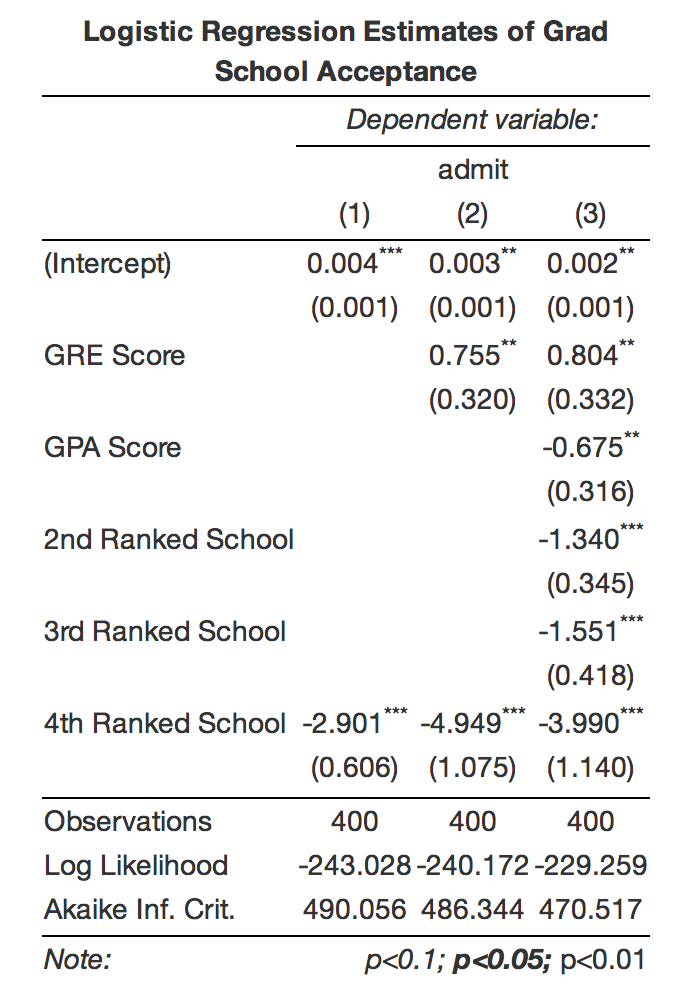 Logistic Regression Estimates of Grad
School Acceptance
Dependent variable:
admit
(1) (2) (3)
(Intercept) 0.004*** 0.003** 0.002**
(0.001) (0.001) (0.001)
GRE Score 0.755** 0.804**
(0.320) (0.332)
GPA Score -0.675**
(0.316)
2nd Ranked School -1.340***
(0.345)
3rd Ranked School -1.551***
(0.418)
4th Ranked School -2.901*** -4.949*** -3.990***
(0.606) (1.075) (1.140)
Observations 400 400 400
Log Likelihood -243.028 -240.172 -229.259
Akaike Inf. Crit. 490.056 486.344 470.517
Note: p<0.1; p<0.05; p<0.01